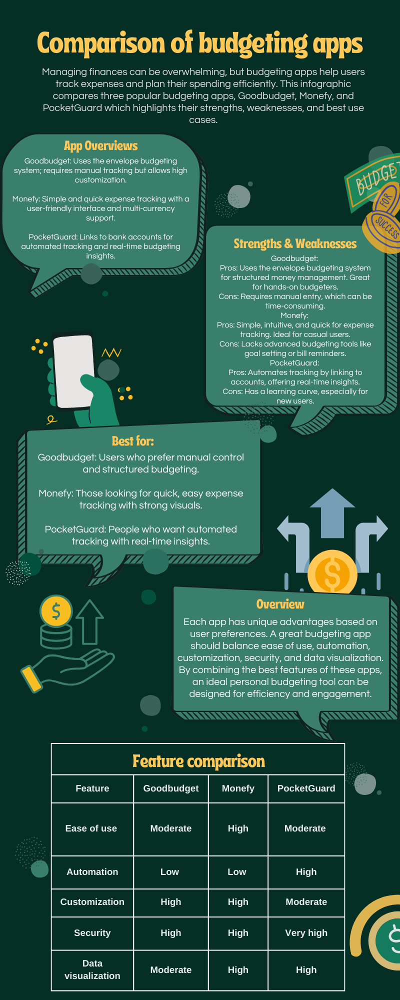 Comparison of budgeting apps
Managing finances can be overwhelming, but budgeting apps help users
track expenses and plan their spending efficiently. This infographic
compares three popular budgeting apps, Goodbudget, Monefy, and
PocketGuard which highlights their strengths, weaknesses, and best use
cases.
App Overviews
Goodbudget: Uses the envelope budgeting
system; requires manual tracking but allows high
customization.
Monefy: Simple and quick expense tracking with a
user-friendly interface and multi-currency
support.
PocketGuard: Links to bank accounts for
automated tracking and real-time budgeting
insights.
BUDGET
FOR
SUCCESS
Strengths & Weaknesses
Goodbudget:
Pros: Uses the envelope budgeting system
for structured money management. Great
for hands-on budgeters.
Cons: Requires manual entry, which can be
time-consuming.
Monefy:
Pros: Simple, intuitive, and quick for expense
tracking. Ideal for casual users.
Cons: Lacks advanced budgeting tools like
goal setting or bill reminders.
PocketGuard:
Pros: Automates tracking by linking to
accounts, offering real-time insights.
Cons: Has a learning curve, especially for
new users.
Best for:
Goodbudget: Users who prefer manual control
and structured budgeting.
Monefy: Those looking for quick, easy expense
tracking with strong visuals.
PocketGuard: People who want automated
tracking with real-time insights.
$
$
Overview
Each app has unique advantages based on
user preferences. A great budgeting app
should balance ease of use, automation,
customization, security, and data visualization.
By combining the best features of these apps,
an ideal personal budgeting tool can be
designed for efficiency and engagement.
Feature comparison
Feature Goodbudget Monefy PocketGuard
Ease of use Moderate High Moderate
Automation Low Low High
Customization High High Moderate
Security High High Very high
Data
visualization Moderate High High